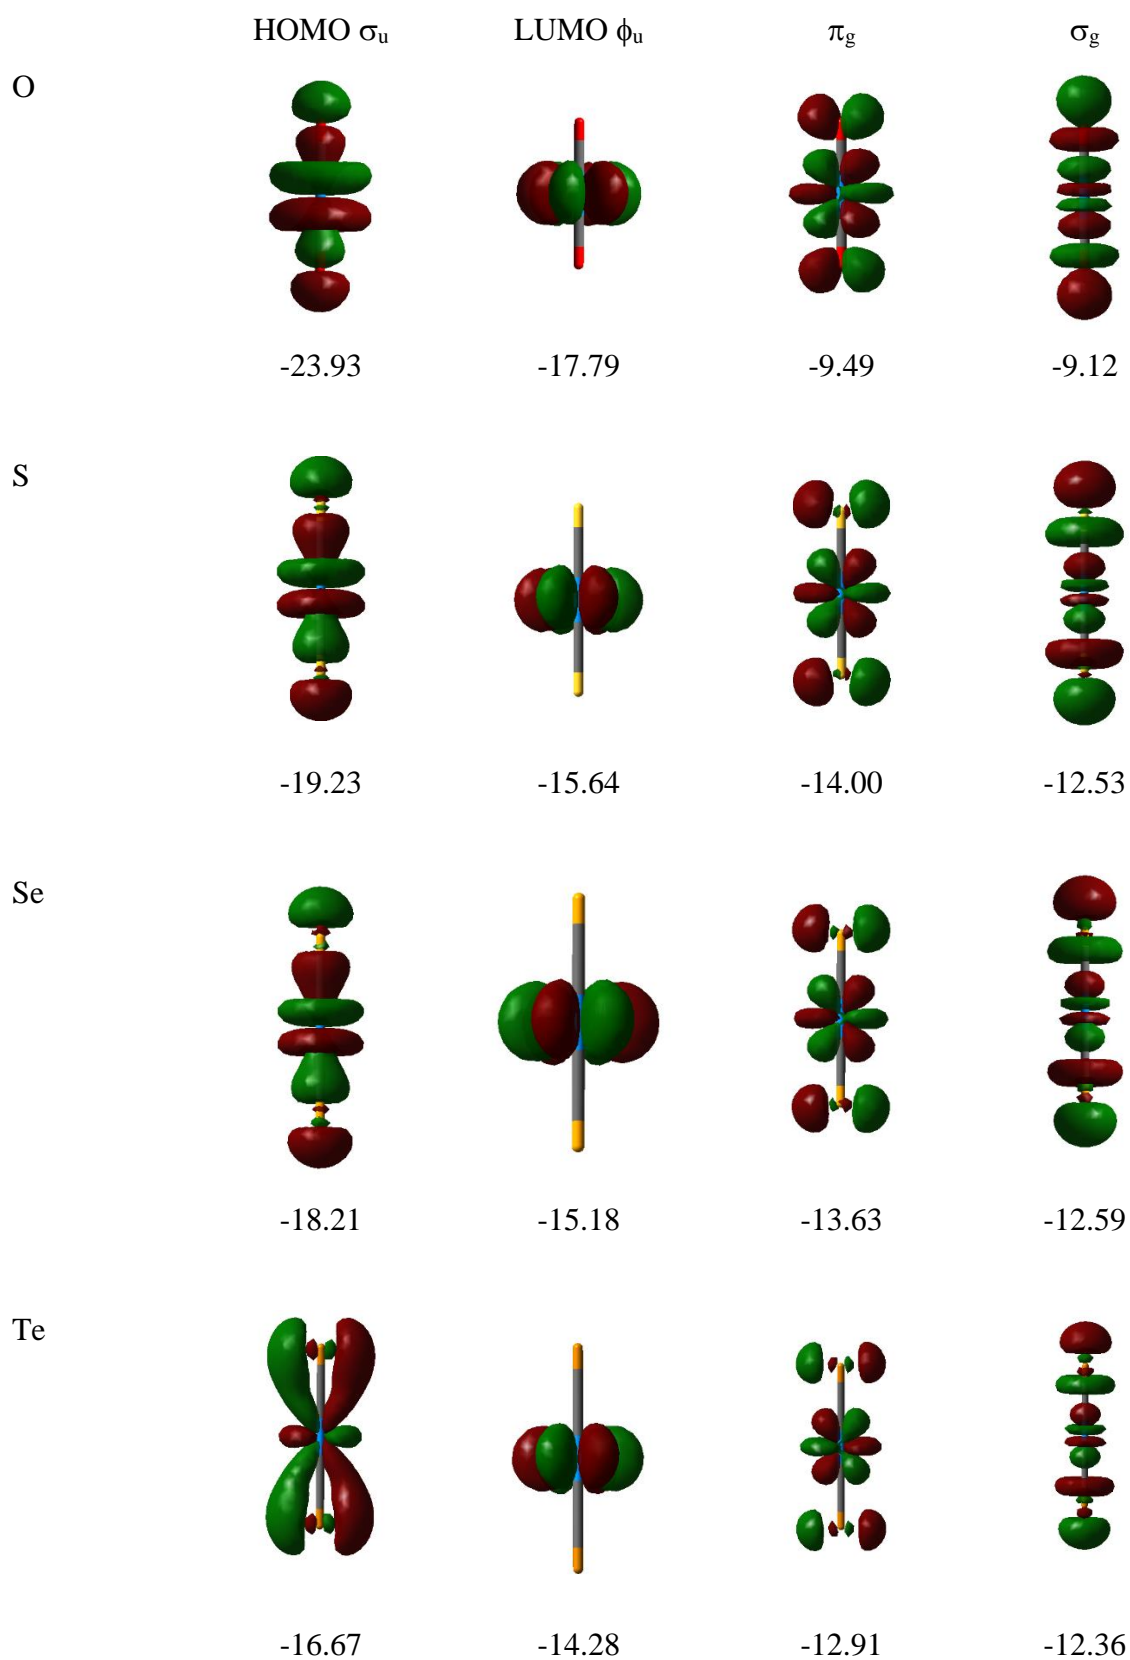 HOMO σu LUMO ϕu πg σg
O
-23.93 -17.79 -9.49 -9.12
S
-19.23 -15.64 -14.00 -12.53
Se
-18.21 -15.18 -13.63 -12.59
Te
-16.67 -14.28 -12.91 -12.36